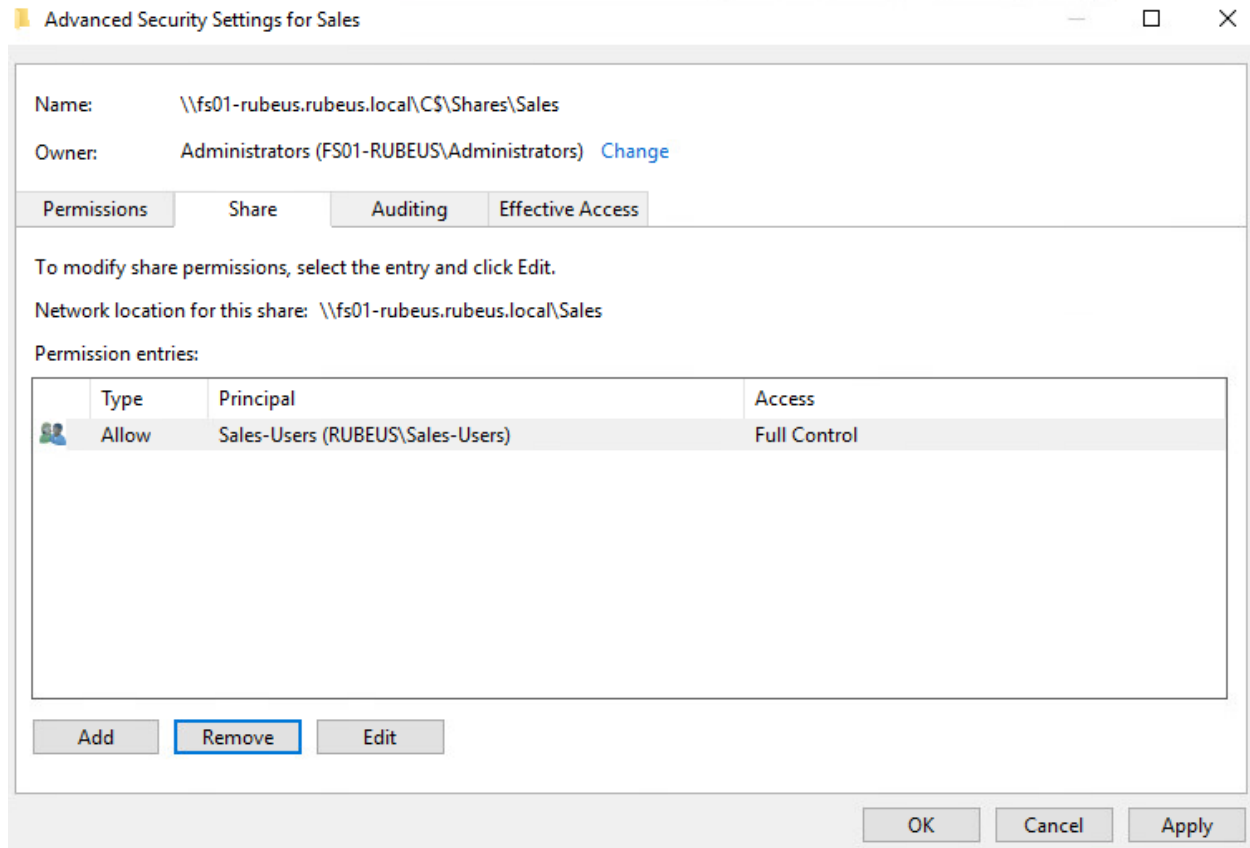 Advanced Security Settings for Sales
Name: \\fs01-rubeus.rubeus.local\C$\Shares\Sales
Owner: Administrators (FS01-RUBEUS\Administrators) Change
Permissions Share Auditing Effective Access
To modify share permissions, select the entry and click Edit.
Network location for this share: \\fs01-rubeus.rubeus.local\Sales
Permission entries:
Type Principal Access
Allow Sales-Users (RUBEUS\Sales-Users) Full Control
Add Remove Edit
OK Cancel Apply